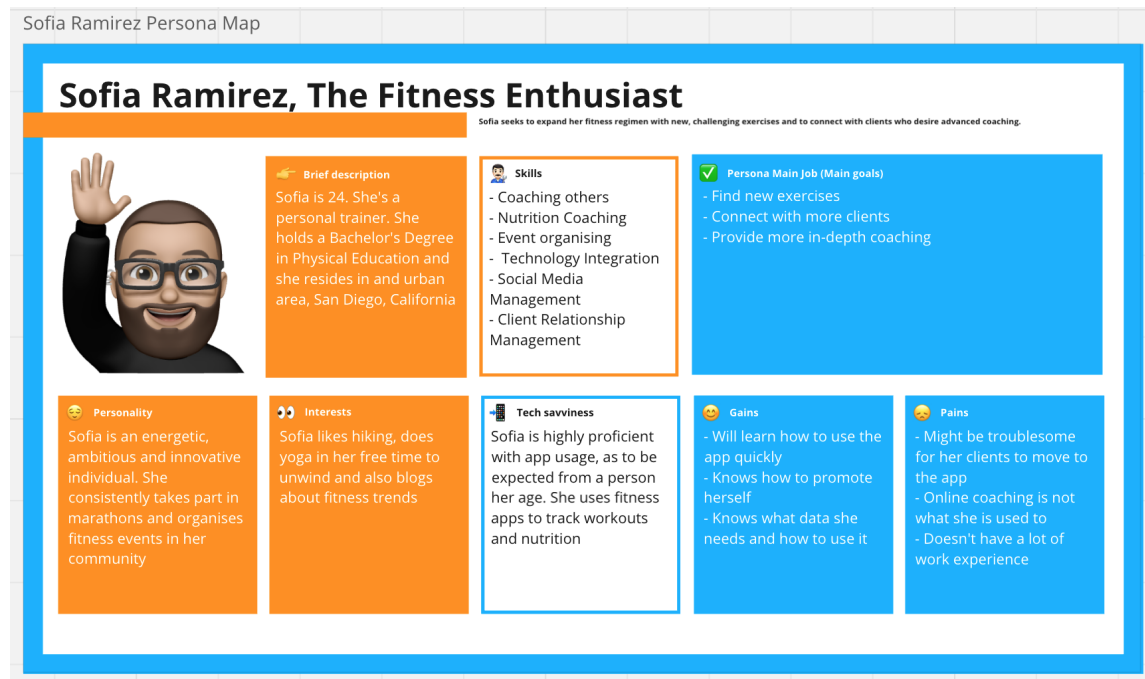 Sofia Ramirez Persona Map
Sofia Ramirez, The Fitness Enthusiast
Sofia seeks to expand her fitness regimen with new, challenging exercises and to connect with clients who desire advanced coaching.
Brief description
Sofia is 24. She's a
personal trainer. She
holds a Bachelor's Degree
in Physical Education and
she resides in and urban
area, San Diego, California
Skills
- Coaching others
- Nutrition Coaching
- Event organising
- Technology Integration
- Social Media
Management
- Client Relationship
Management
Persona Main Job (Main goals)
- Find new exercises
- Connect with more clients
- Provide more in-depth coaching
Personality
Sofia is an energetic,
ambitious and innovative
individual. She
consistently takes part in
marathons and organises
fitness events in her
community
Interests
Sofia likes hiking, does
yoga in her free time to
unwind and also blogs
about fitness trends
Tech savviness
Sofia is highly proficient
with app usage, as to be
expected from a person
her age. She uses fitness
apps to track workouts
and nutrition
Gains
- Will learn how to use the
app quickly
- Knows how to promote
herself
- Knows what data she
needs and how to use it
Pains
- Might be troublesome
for her clients to move to
the app
- Online coaching is not
what she is used to
- Doesn't have a lot of
work experience